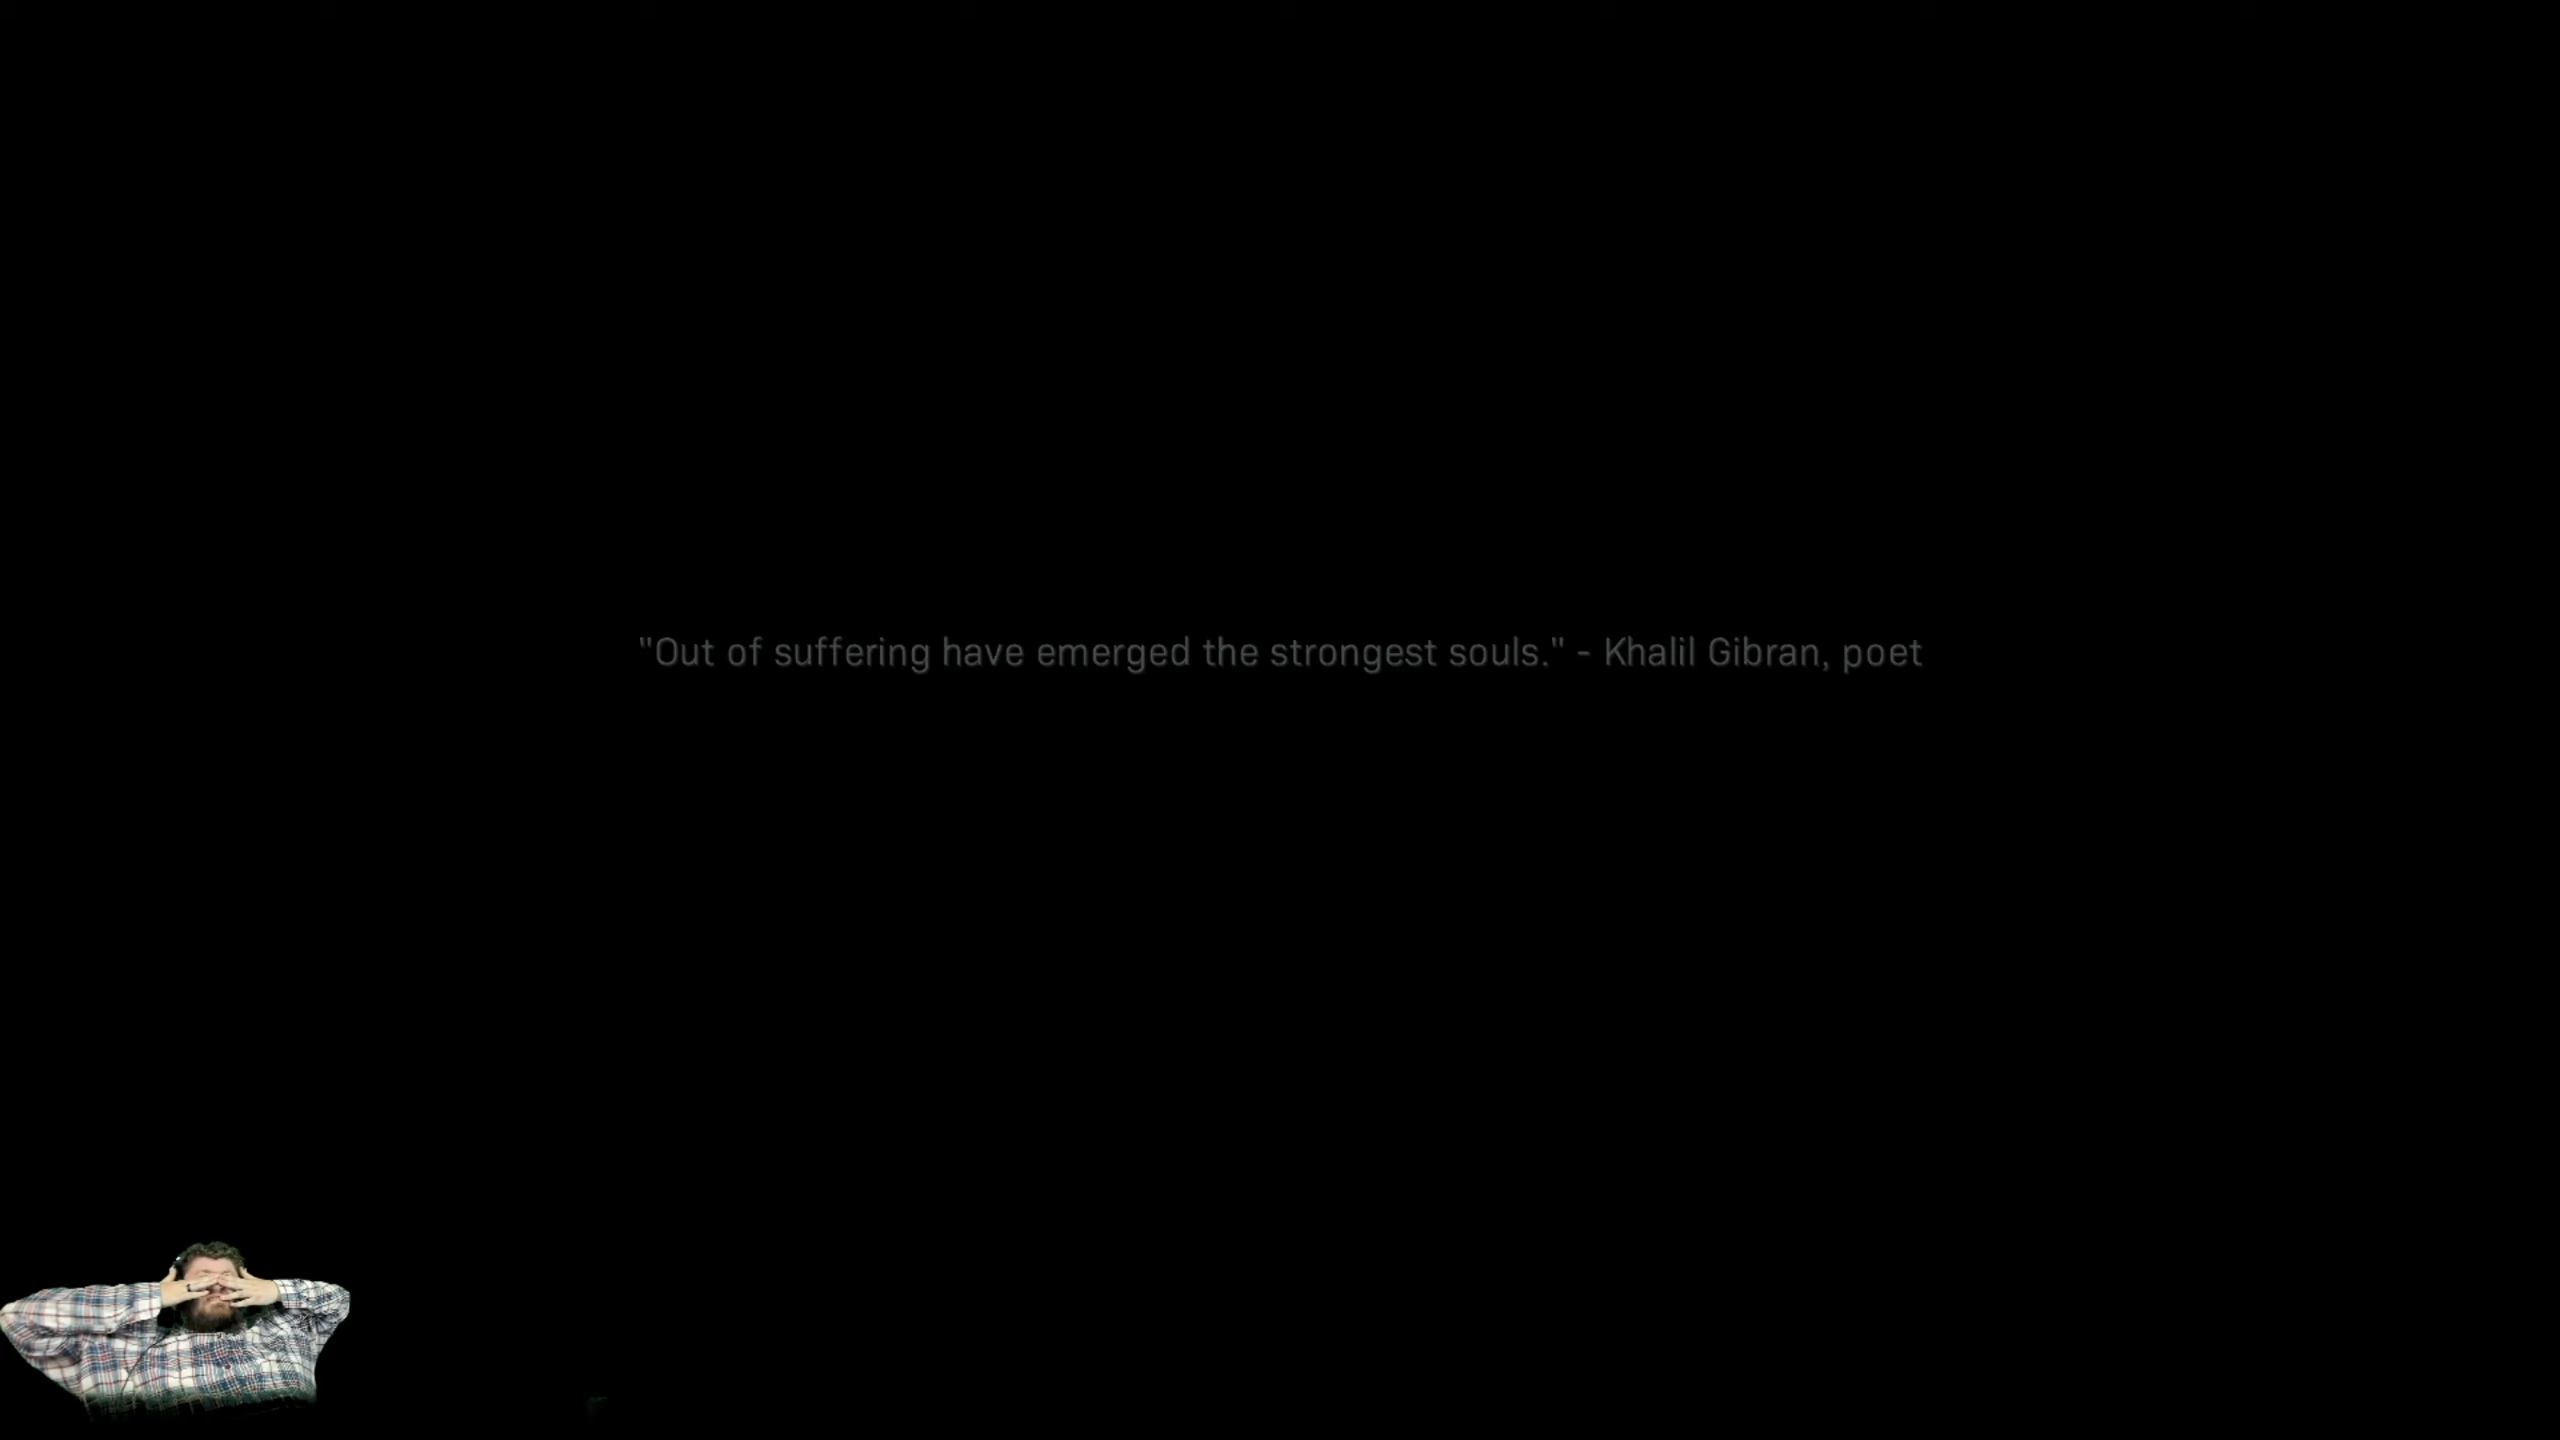 "Out of suffering have emerged the strongest souls." - Khalil Gibran, poet